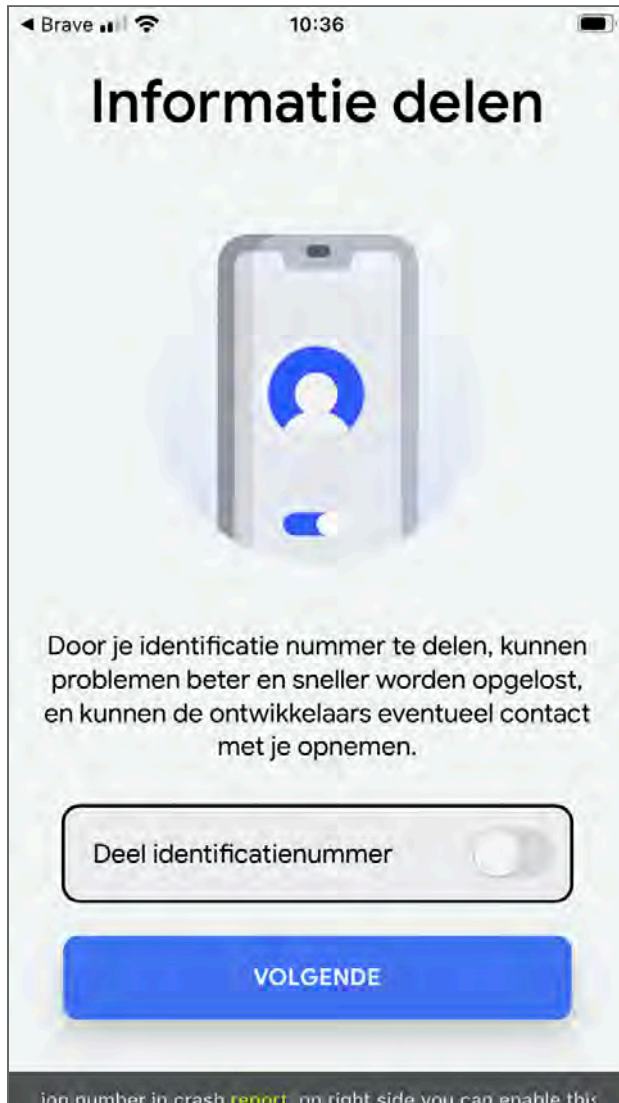 ◄ Brave 10:36
Informatie delen
Door je identificatie nummer te delen, kunnen
problemen beter en sneller worden opgelost,
en kunnen de ontwikkelaars eventueel contact
met je opnemen.
Deel identificatienummer
VOLGENDE
number in crash report, on right side you can enable this